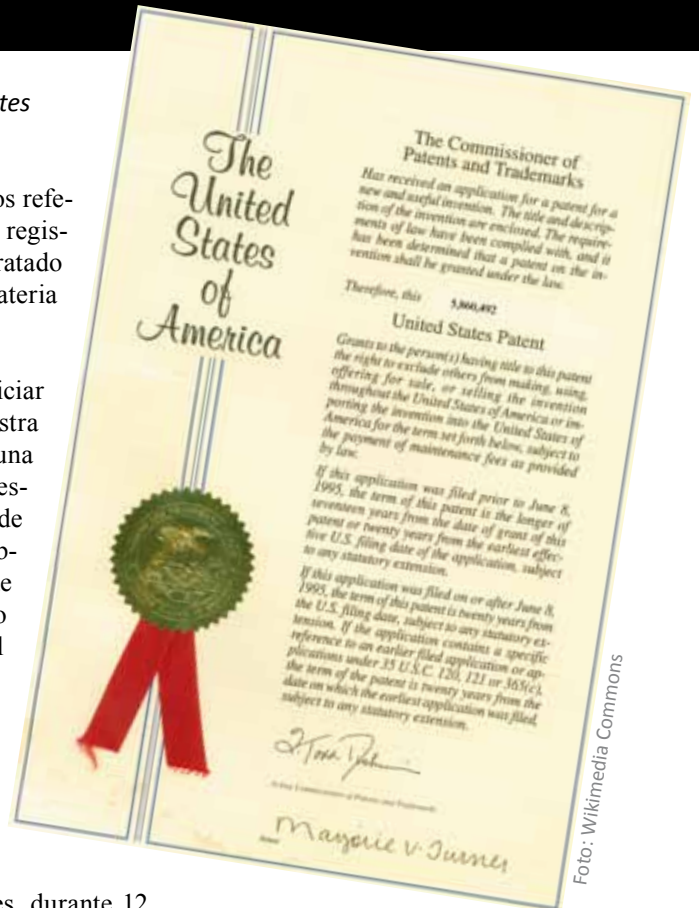 tes
os refe-
regis-
ratado
ateria
iciar
stra
una
es-
de
b-
e
o
l
es, durante 12
The
United
States
of
America
The Commissioner of
Patents and Trademarks
Has received an application for a patent for a
new and useful invention. The title and descrip-
tion of the invention are enclosed. The require-
ments of law have been complied with, and it
has been determined that a patent on the in-
vention shall be granted under the law.
Therefore, this 5,860,492
United States Patent
Grants to the person(s) having title to this patent
the right to exclude others from making, using,
offering for sale, or selling the invention
throughout the United States of America or im-
porting the invention into the United States of
America for the term set forth below, subject to
the payment of maintenance fees as provided
by law.
If this application was filed prior to June 8,
1995, the term of this patent is the longer of
seventeen years from the date of grant of this
patent or twenty years from the earliest effec-
tive U.S. filing date of the application, subject
to any statutory extension.
If this application was filed on or after June 8,
1995, the term of this patent is twenty years from
the U.S. filing date, subject to any statutory ex-
tension. If the application contains a specific
reference to an earlier filed application or ap-
plications under 35 U.S.C. 120, 121 or 365(c),
the term of the patent is twenty years from the
date on which the earliest application was filed,
subject to any statutory extension.
Acting Commissioner of Patents and Trademarks
Marjorie V. Turner
Foto: Wikimedia Commons